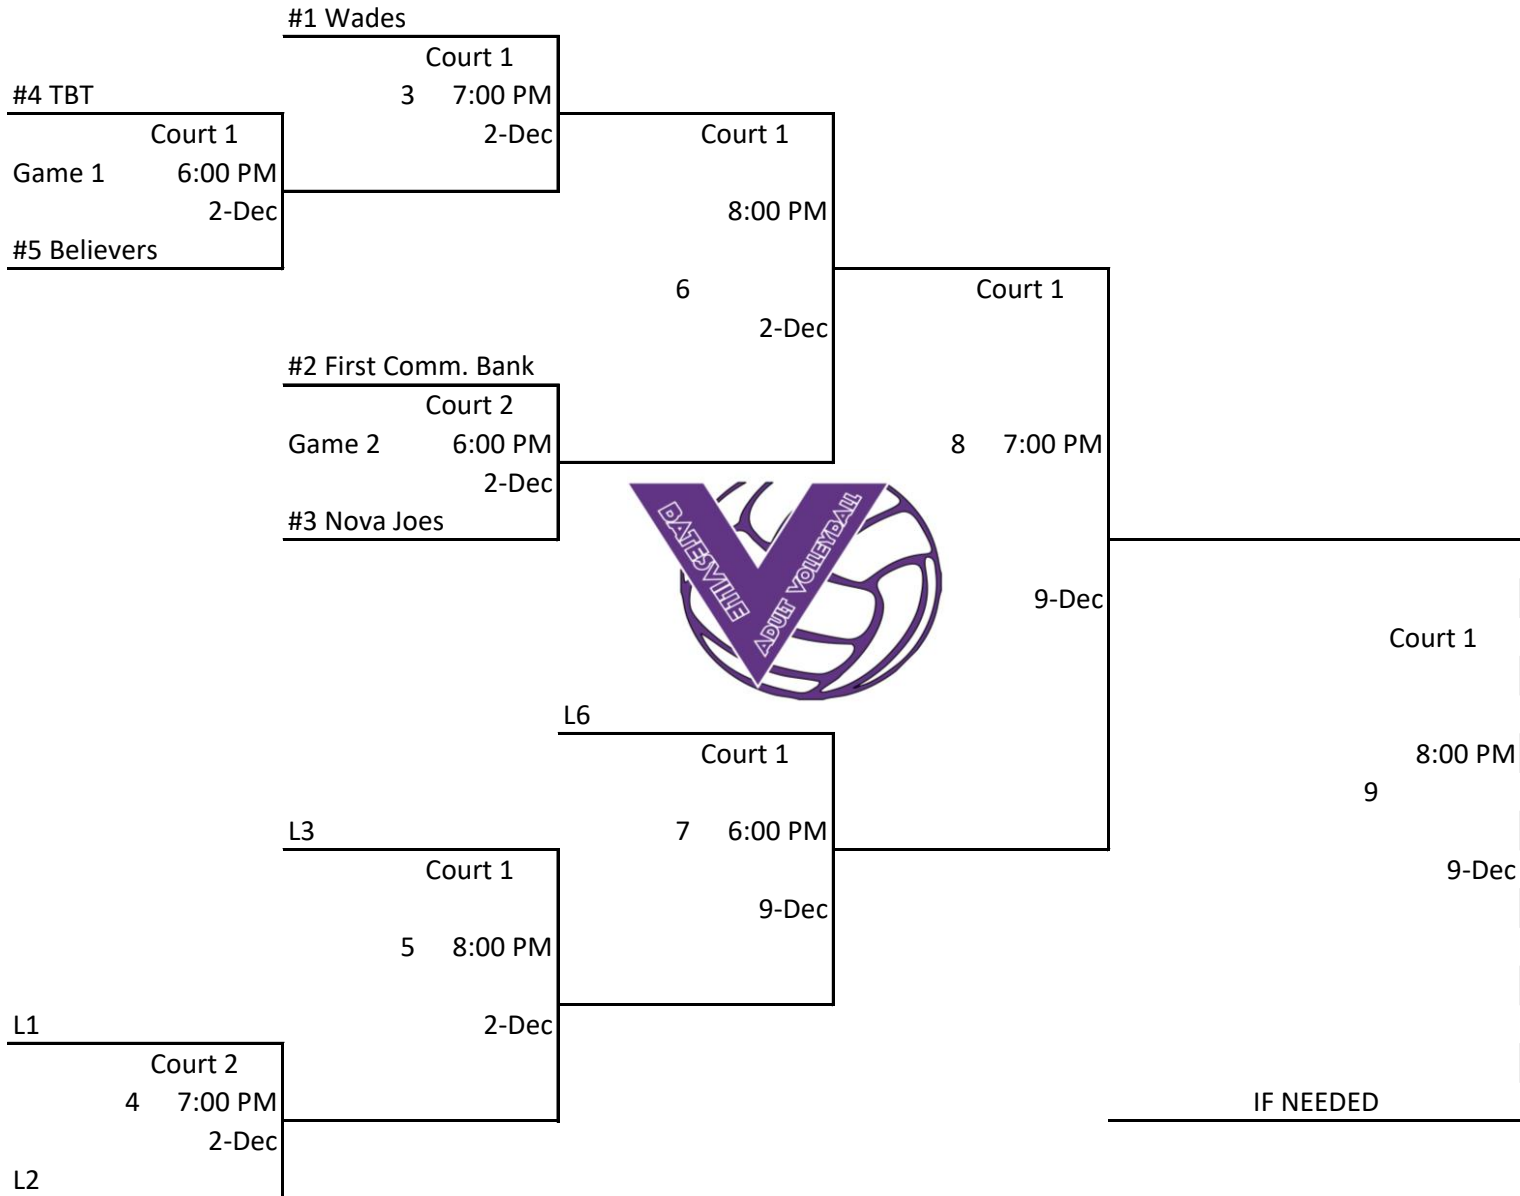 #1 Wades
Court 1
3 7:00 PM
2-Dec
#4 TBT
Court 1
Game 1 6:00 PM
2-Dec
#5 Believers
Court 1
8:00 PM
6
2-Dec
#2 First Comm. Bank
Court 2
Game 2 6:00 PM
2-Dec
#3 Nova Joes
Court 1
8 7:00 PM
9-Dec
BATESVILLE
ADULT VOLLEYBALL
Court 1
8:00 PM
9
9-Dec
IF NEEDED
L6
Court 1
7 6:00 PM
9-Dec
L3
Court 1
5 8:00 PM
2-Dec
L1
Court 2
4 7:00 PM
2-Dec
L2